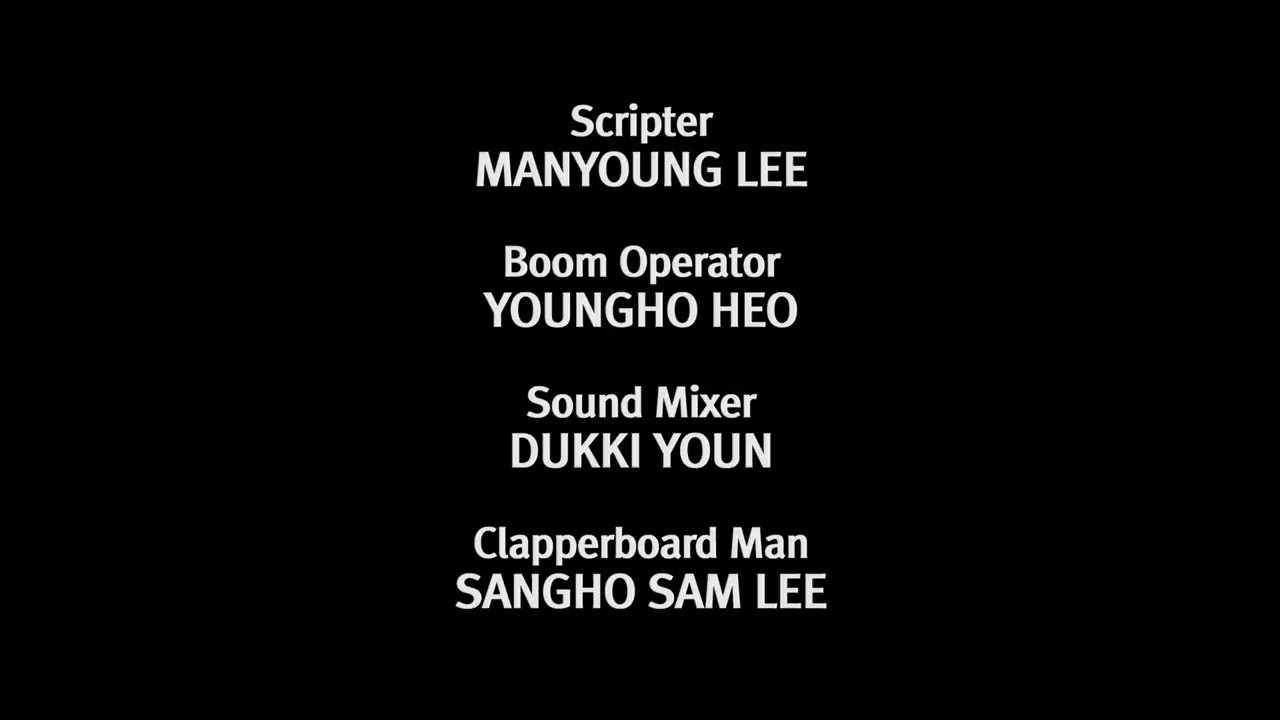 Scripter
MANYOUNG LEE
Boom Operator
YOUNGHO HEO
Sound Mixer
DUKKI YOUN
Clapperboard Man
SANGHO SAM LEE